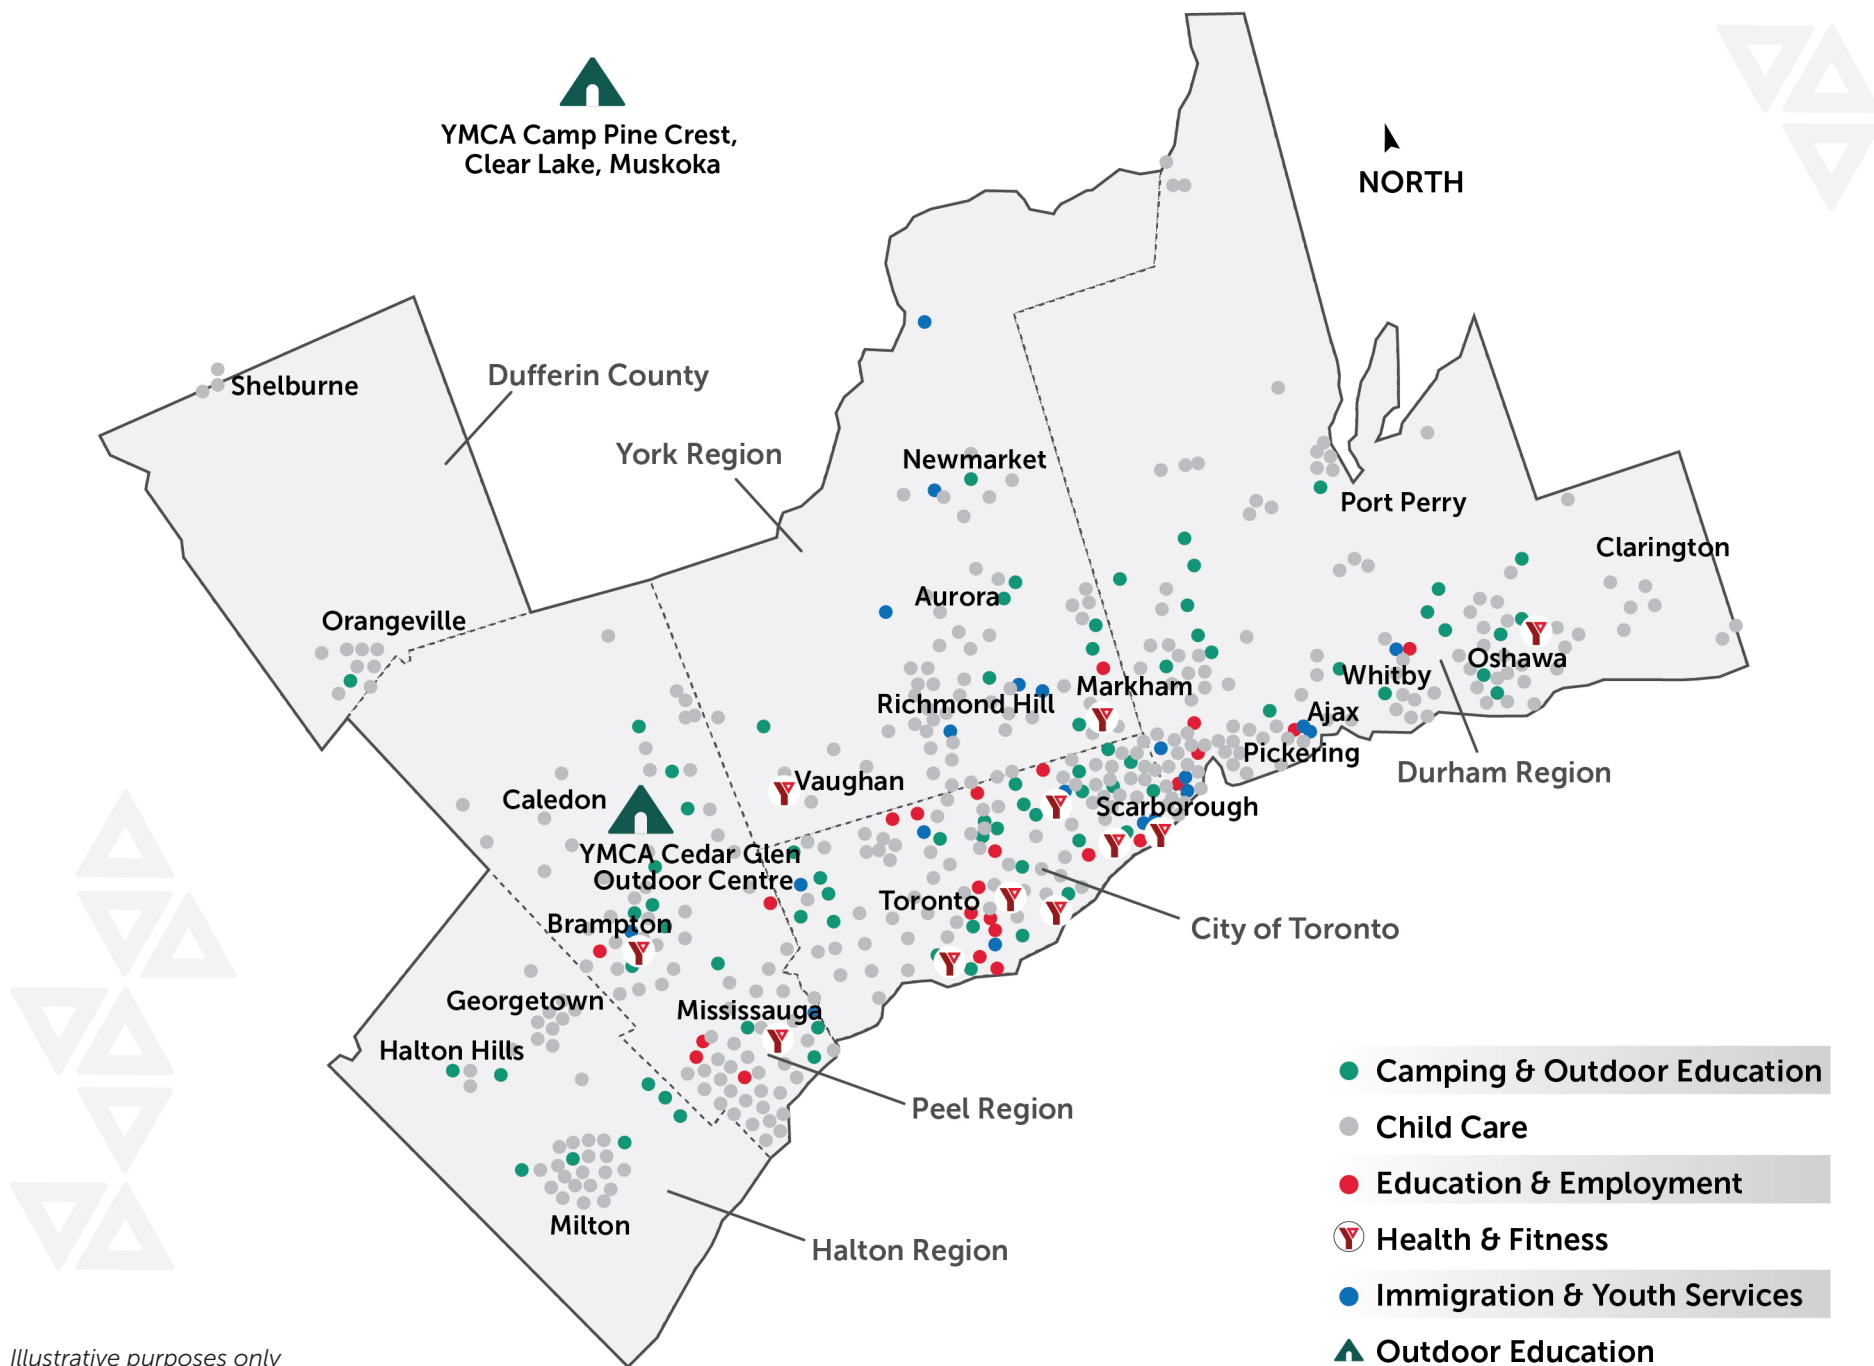 YMCA Camp Pine Crest,
Clear Lake, Muskoka
NORTH
Shelburne
Dufferin County
York Region
Newmarket
Port Perry
Clarington
Aurora
Orangeville
Oshawa
Whitby
Markham
Richmond Hill
Ajax
Pickering
Durham Region
Vaughan
Caledon
Scarborough
YMCA Cedar Glen
Outdoor Centre
Toronto
Brampton
City of Toronto
Georgetown
Mississauga
Halton Hills
Peel Region
Milton
Halton Region
Camping & Outdoor Education
Child Care
Education & Employment
Health & Fitness
Immigration & Youth Services
Outdoor Education
Illustrative purposes only